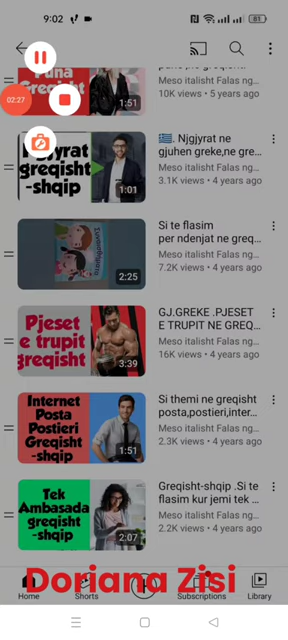 9:02
81
puna greqisht
1:51
Meso italisht Falas ng...
10K views • 5 years ago
02:27
greqisht
-shqip
1:01
🇬🇷. Njgjyrat ne
gjuhen greke,ne gre...
Meso italisht Falas ng...
3.1K views • 4 years ago
2:25
Si te flasim
per ndenjat ne greq...
Meso italisht Falas ng...
7.2K views • 4 years ago
Pjeset
e trupit
greqisht
3:39
GJ.GREKE .PJESET
E TRUPIT NE GREQ...
Meso italisht Falas ng...
16K views • 4 years ago
Internet
Posta
Postieri
Greqisht
-shqip
1:51
Si themi ne greqisht
posta,postieri,inter...
Meso italisht Falas ng...
2.3K views • 4 years ago
Tek
Ambasada
greqisht
-shqip
2:07
Greqisht-shqip .Si te
flasim kur jemi tek ...
Meso italisht Falas ng...
2.2K views • 4 years ago
Doriana Zisi
Home
Shorts
Subscriptions
Library